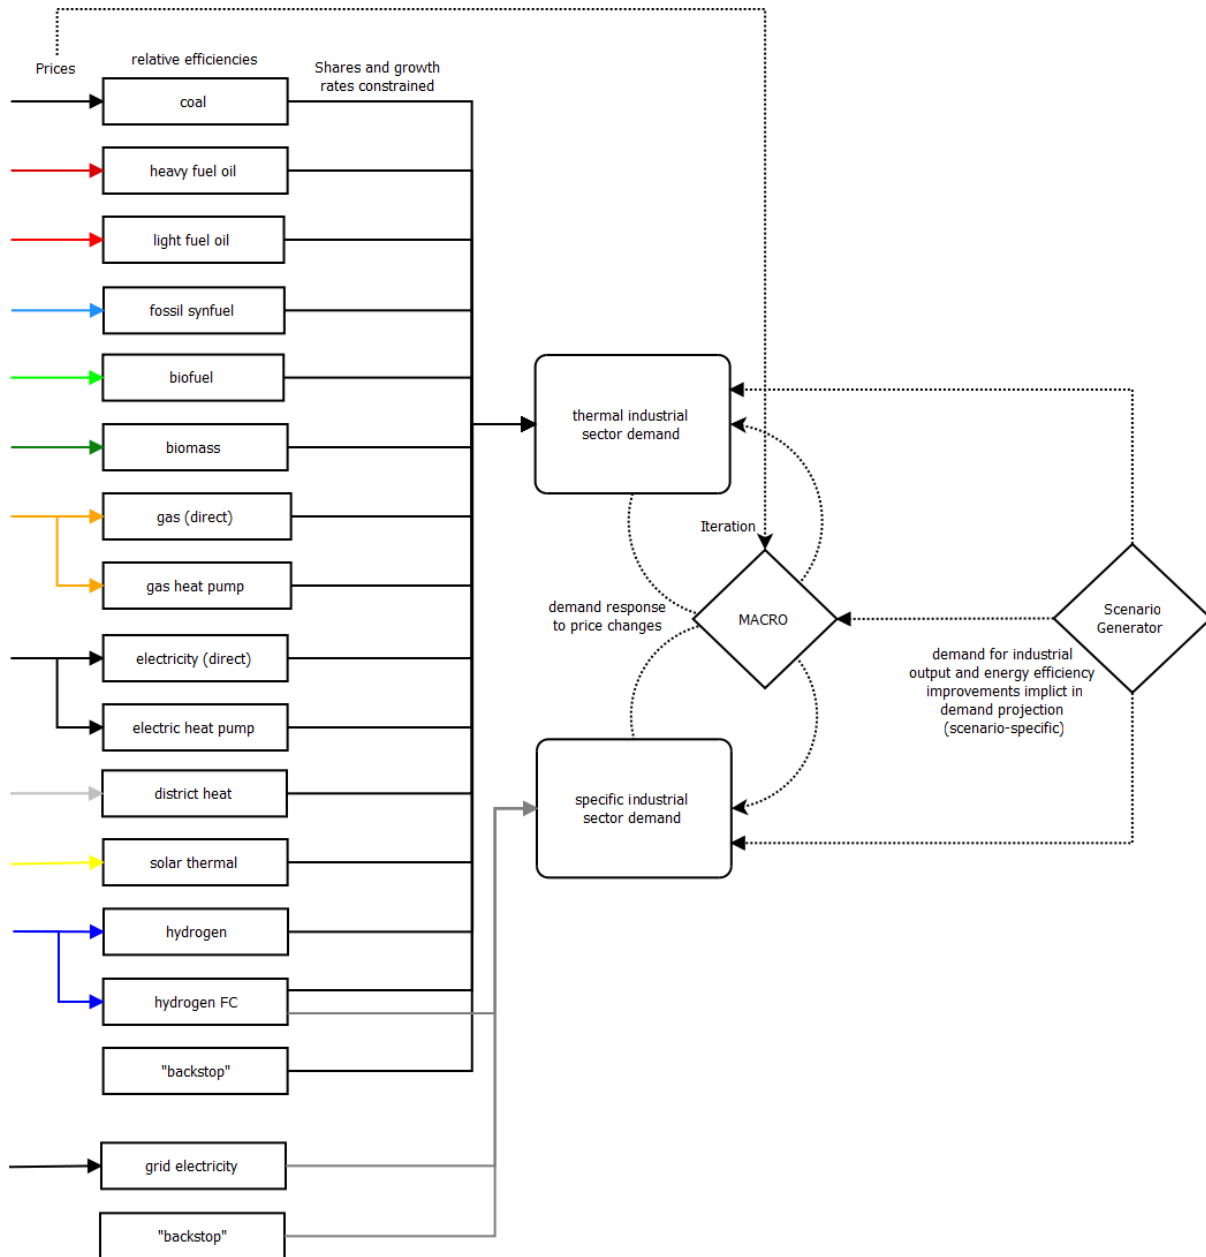 Prices
relative efficiencies
Shares and growth
rates constrained
coal
heavy fuel oil
light fuel oil
fossil synfuel
biofuel
biomass
gas (direct)
gas heat pump
electricity (direct)
electric heat pump
district heat
solar thermal
hydrogen
hydrogen FC
"backstop"
grid electricity
"backstop"
thermal industrial
sector demand
Iteration
demand response
to price changes
MACRO
specific industrial
sector demand
Scenario
Generator
demand for industrial
output and energy efficiency
improvements implict in
demand projection
(scenario-specific)